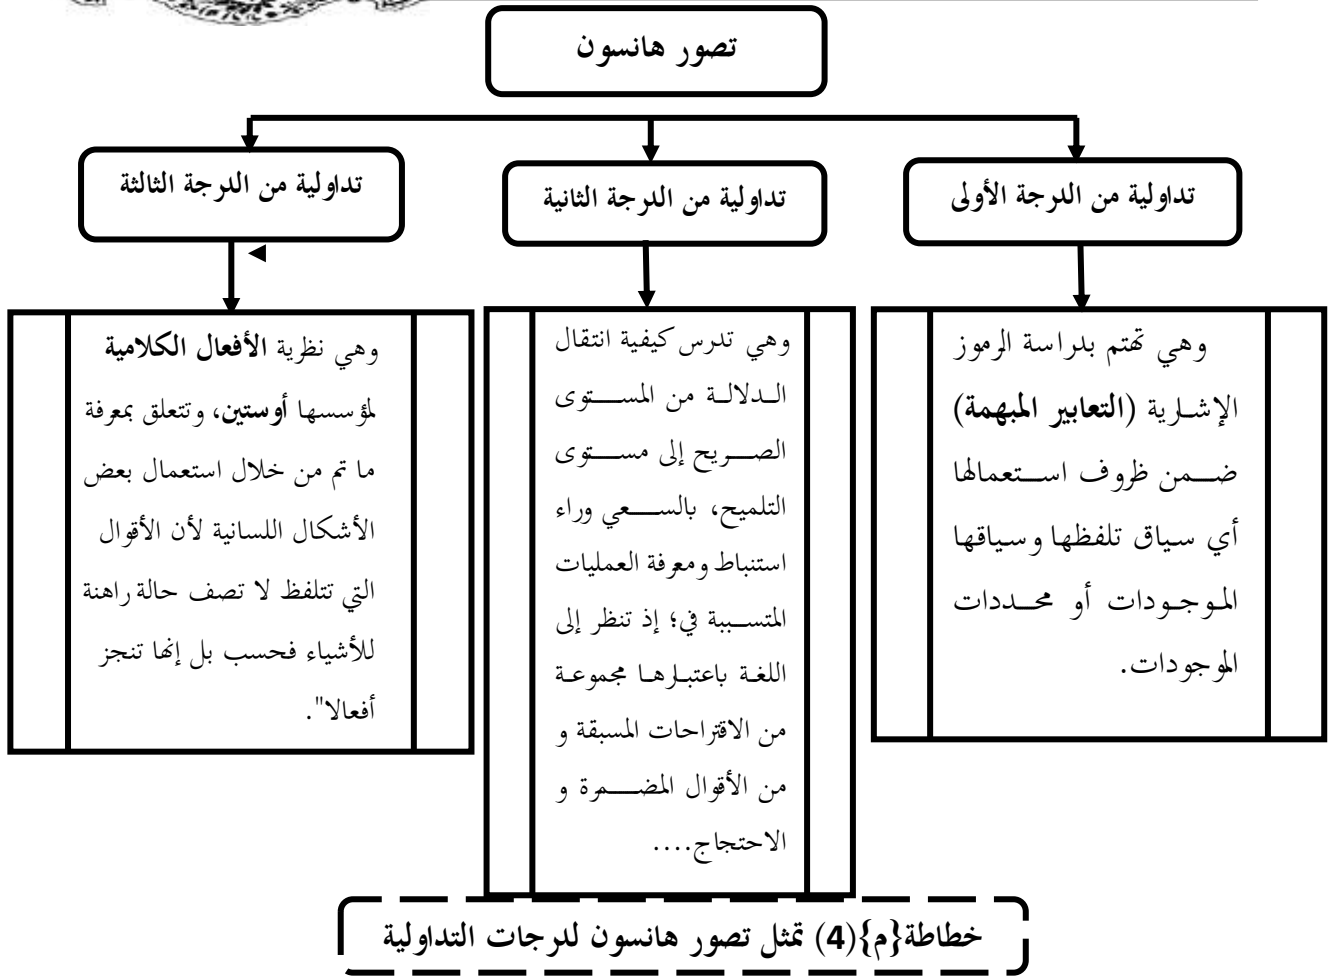 تصور هانسون
تداولية من الدرجة الأولى
تداولية من الدرجة الثانية
تداولية من الدرجة الثالثة
وهي تهتم بدراسة الرموز
الإشارية (التعابير المبهمة)
ضمن ظروف استعمالها
أي سياق تلفظها وسياقها
الموجودات أو محددات
الموجودات.
وهي تدرس كيفية انتقال
الدلالة من المستوى
الصريح إلى مستوى
التلميح، بالسعي وراء
استنباط ومعرفة العمليات
المتسببة في؛ إذ تنظر إلى
اللغة باعتبارها مجموعة
من الاقتراحات المسبقة و
من الأقوال المضمرة و
الاحتجاج....
وهي نظرية الأفعال الكلامية
لمؤسسها أوستين، وتتعلق بمعرفة
ما تم من خلال استعمال بعض
الأشكال اللسانية لأن الأقوال
التي تتلفظ لا تصف حالة راهنة
للأشياء فحسب بل إنها تنجز
أفعالا".
خطاطة{م}(4) تمثل تصور هانسون للدرجات التداولية